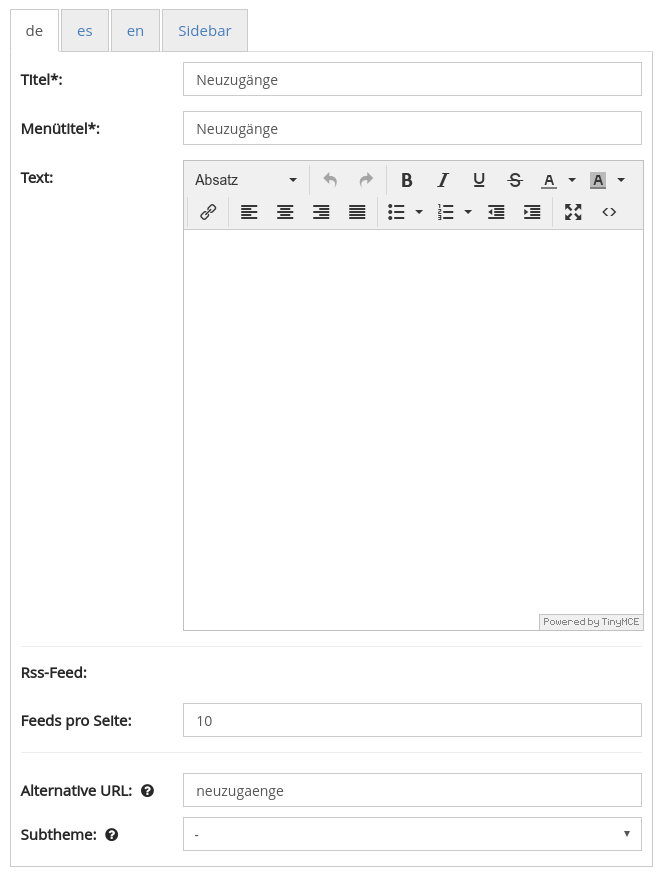 de es en Sidebar
Titel*: Neuzugänge
Menütitel*: Neuzugänge
Text: Absatz B I U S A A
Powered by TinyMCE
Rss-Feed:
Feeds pro Seite: 10
Alternative URL: ? neuzugaenge
Subtheme: ? -